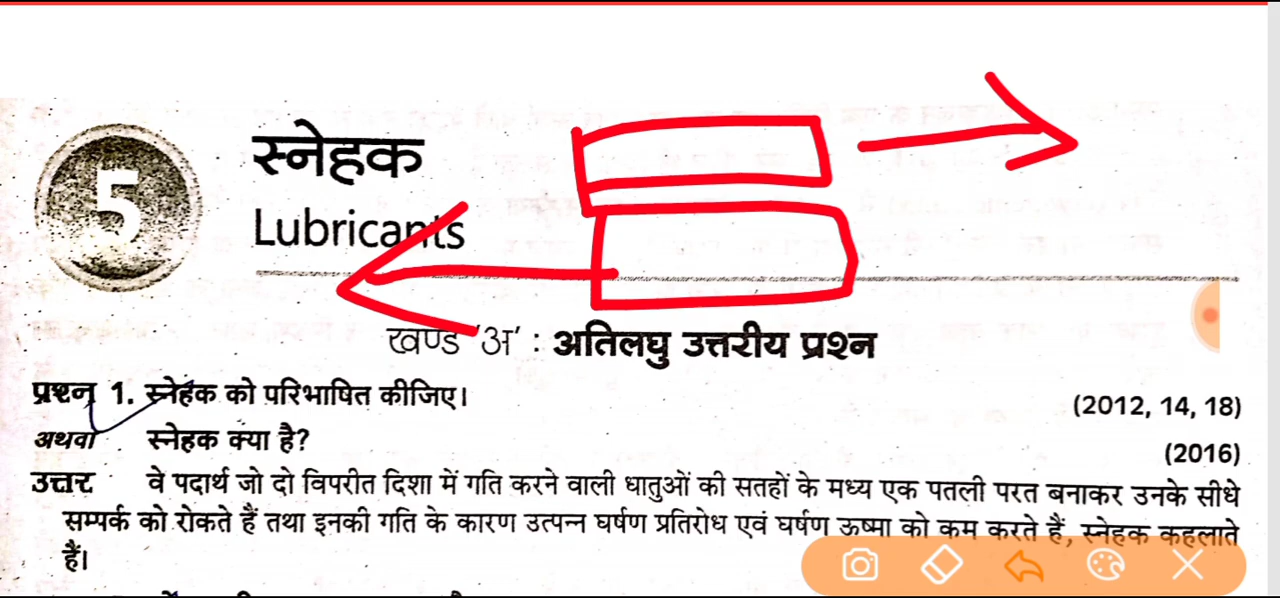 5
स्नेहक
Lubricants
खण्ड 'अ' : अतिलघु उत्तरीय प्रश्न
प्रश्न 1. स्नेहक को परिभाषित कीजिए। (2012, 14, 18)
अथवा स्नेहक क्या है? (2016)
उत्तर वे पदार्थ जो दो विपरीत दिशा में गति करने वाली धातुओं की सतहों के मध्य एक पतली परत बनाकर उनके सीधे
सम्पर्क को रोकते हैं तथा इनकी गति के कारण उत्पन्न घर्षण प्रतिरोध एवं घर्षण ऊष्मा को कम करते हैं, स्नेहक कहलाते
हैं।